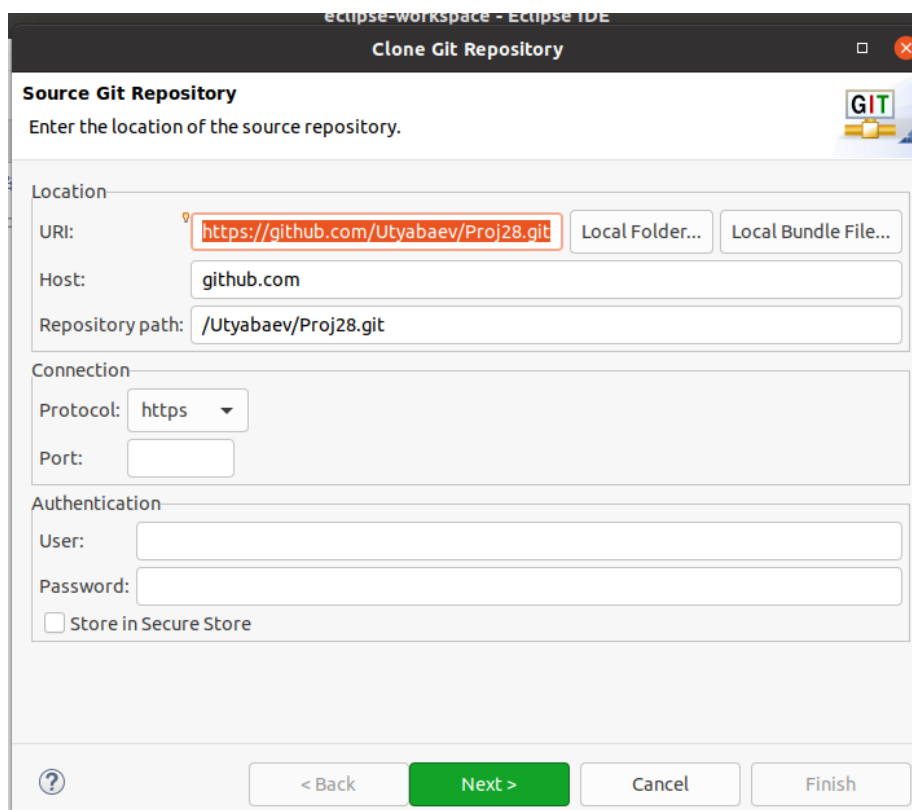 eclipse-workspace - Eclipse IDE
Clone Git Repository
Source Git Repository
Enter the location of the source repository.
GIT
Location
URI: https://github.com/Utyabaev/Proj28.git Local Folder... Local Bundle File...
Host: github.com
Repository path: /Utyabaev/Proj28.git
Connection
Protocol: https
Port:
Authentication
User:
Password:
Store in Secure Store
? < Back Next > Cancel Finish